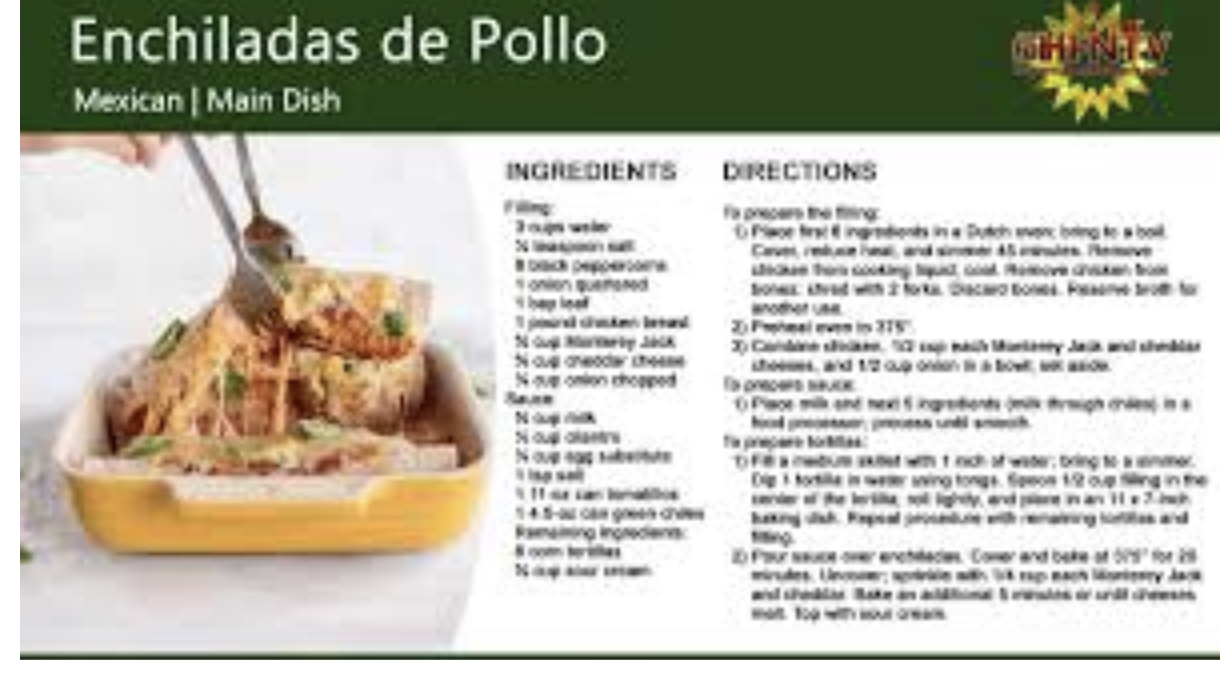 Enchiladas de Pollo
Mexican | Main Dish
INGREDIENTS
Filling:
3 cups water
teaspoon salt
8 black peppercorns
1 onion quartered
1 bay leaf
1 pound chicken breast
cup Monterey Jack
cup cheddar cheese
cup onion chopped
Sauce
cup milk
cup cilantro
cup egg substitute
1 tsp salt
1 11-oz can tomatillos
1 4.5-oz can green chiles
Remaining ingredients:
6 corn tortillas
cup sour cream
DIRECTIONS
To prepare the filling:
1) Place first 6 ingredients in a Dutch oven; bring to a boil.
Cover, reduce heat, and simmer 45 minutes. Remove
chicken from cooking liquid, cool. Remove chicken from
bones; shred with 2 forks. Discard bones. Reserve broth for
another use.
2) Preheat oven to 375°.
3) Combine chicken, 1/2 cup each Monterey Jack and cheddar
cheeses, and 1/2 cup onion in a bowl; set aside.
To prepare sauce:
1) Place milk and next 5 ingredients (milk through chiles) in a
food processor; process until smooth.
To prepare tortillas:
1) Fill a medium skillet with 1 inch of water; bring to a simmer.
Dip 1 tortilla in water using tongs. Spoon 1/2 cup filling in the
center of the tortilla; roll tightly, and place in an 11 x 7-inch
baking dish. Repeat procedure with remaining tortillas and
filling.
2) Pour sauce over enchiladas. Cover and bake at 375° for 20
minutes. Uncover; sprinkle with 1/4 cup each Monterey Jack
and cheddar. Bake an additional 5 minutes or until cheeses
melt. Top with sour cream.